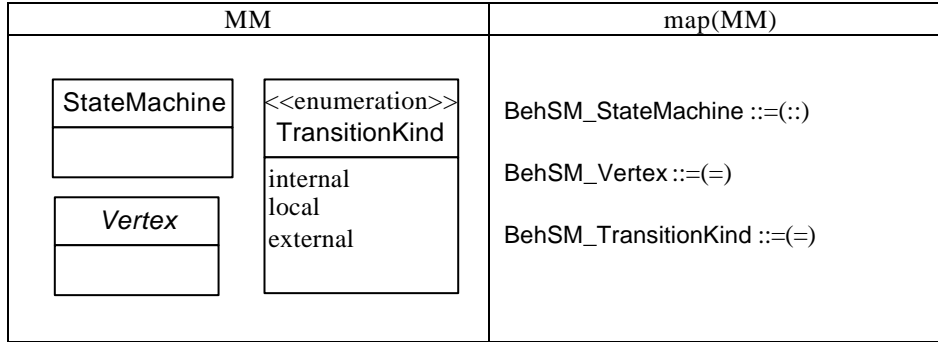 MM
map(MM)
StateMachine
<<enumeration>>
TransitionKind
internal
local
external
Vertex
BehSM_StateMachine ::=(::)
BehSM_Vertex ::=(=)
BehSM_TransitionKind ::=(=)